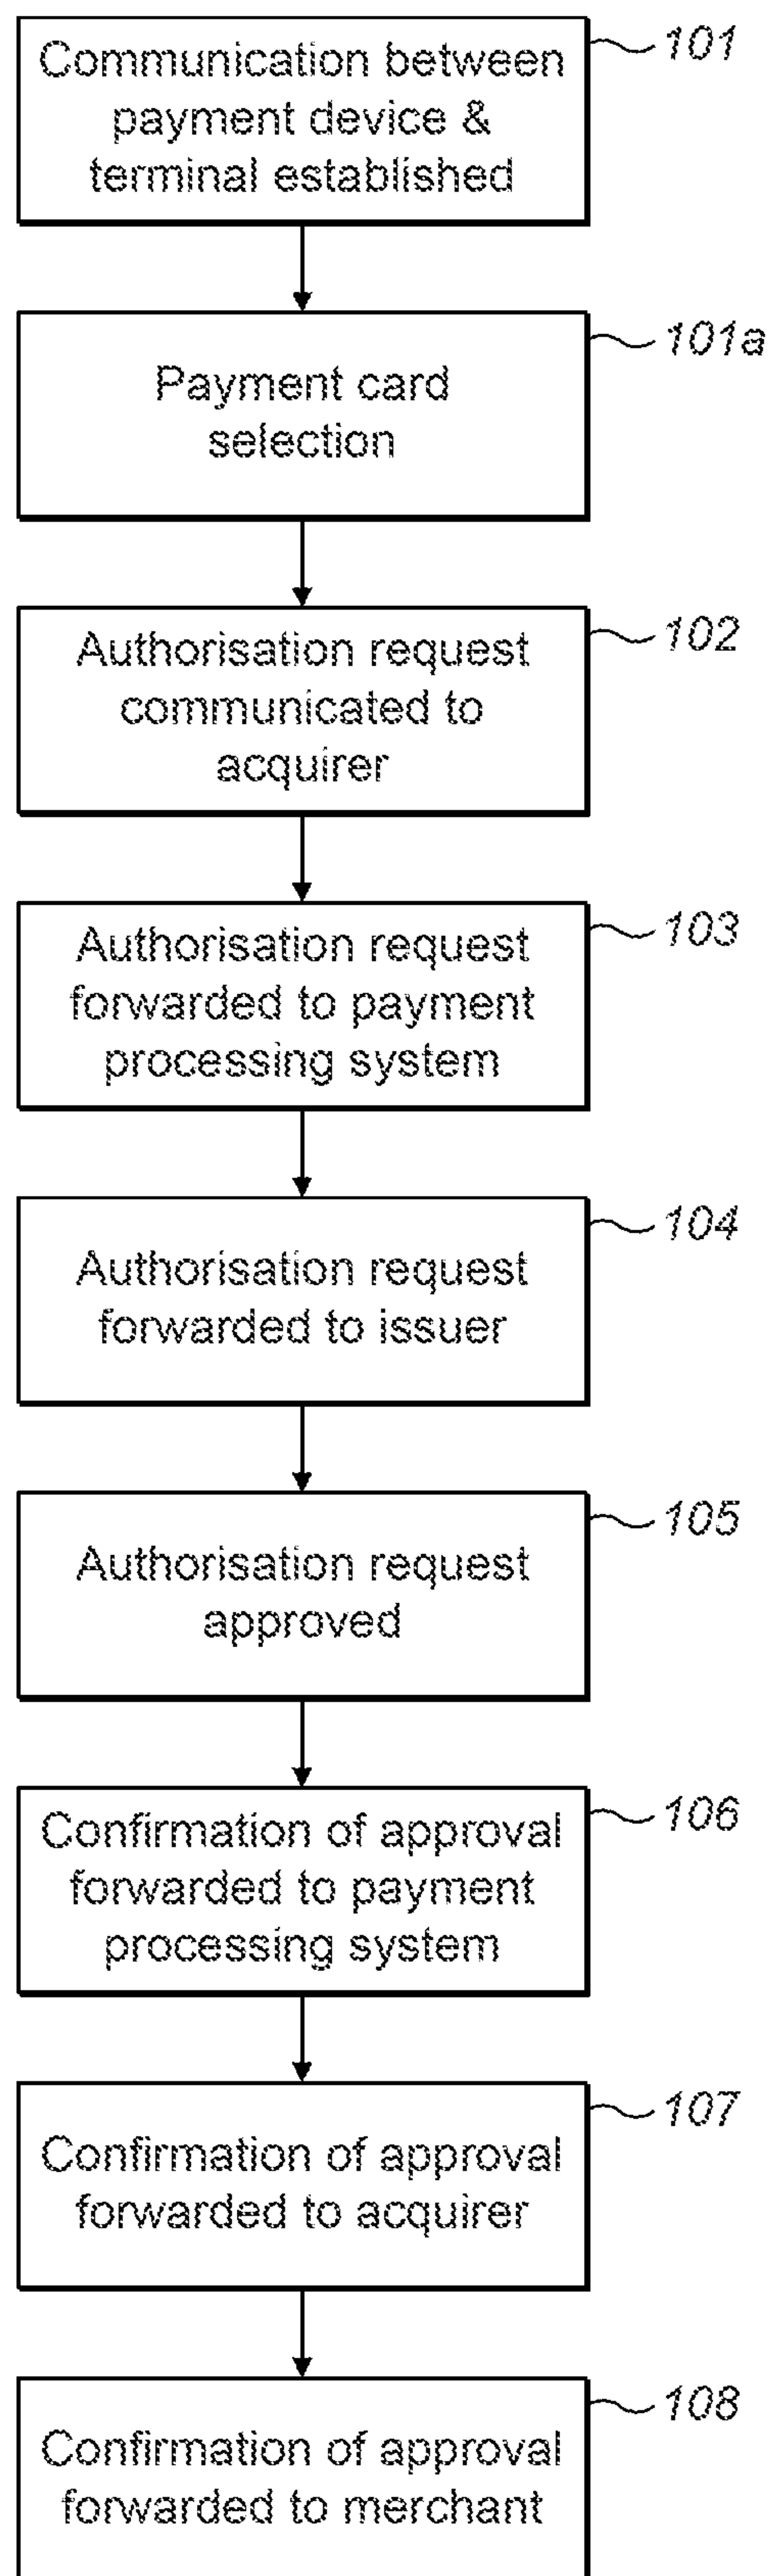 Communication between
payment device &
terminal established
101
Payment card
selection
101a
Authorisation request
communicated to
acquirer
102
Authorisation request
forwarded to payment
processing system
103
Authorisation request
forwarded to issuer
104
Authorisation request
approved
105
Confirmation of approval
forwarded to payment
processing system
106
Confirmation of approval
forwarded to acquirer
107
Confirmation of approval
forwarded to merchant
108